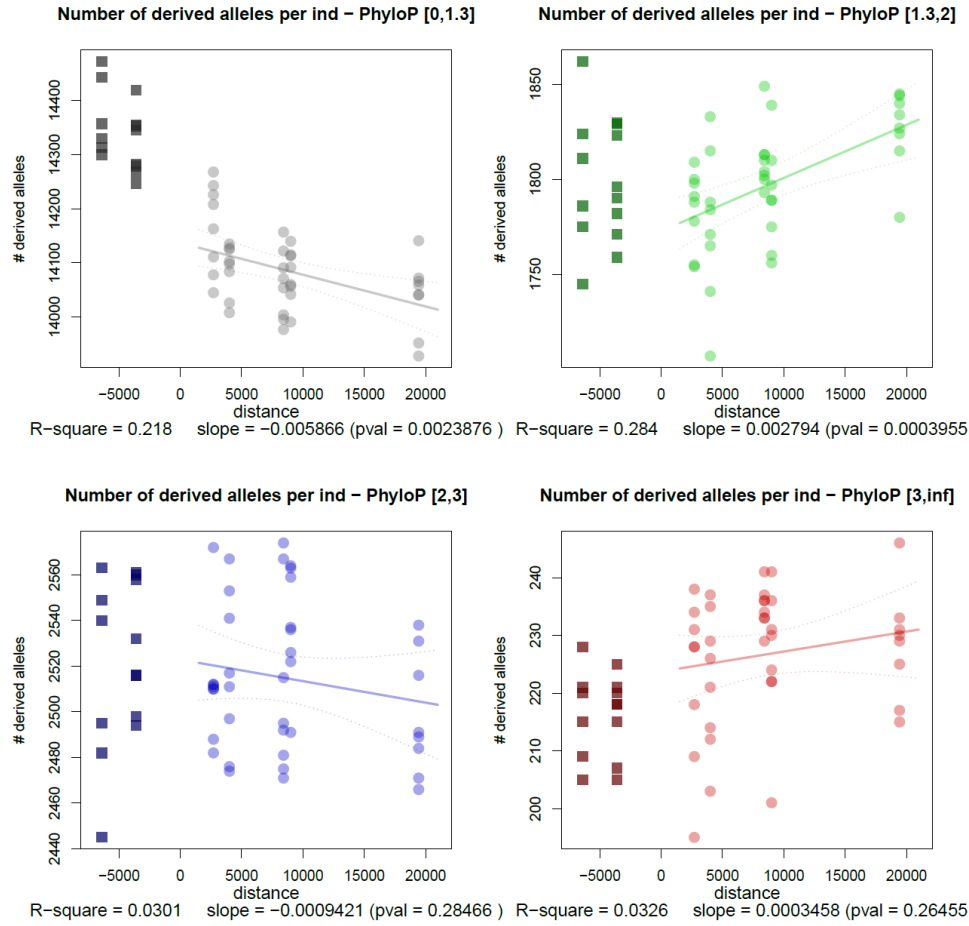 Number of derived alleles per ind − PhyloP [0,1.3]
# derived alleles
14400
14300
14200
14100
14000
−5000 0 5000 10000 15000 20000
distance
R−square = 0.218 slope = −0.005866 (pval = 0.0023876 )
Number of derived alleles per ind − PhyloP [1.3,2]
# derived alleles
1850
1800
1750
−5000 0 5000 10000 15000 20000
distance
R−square = 0.284 slope = 0.002794 (pval = 0.0003955
Number of derived alleles per ind − PhyloP [2,3]
# derived alleles
2560
2540
2520
2500
2480
2460
2440
−5000 0 5000 10000 15000 20000
distance
R−square = 0.0301 slope = −0.0009421 (pval = 0.28466 )
Number of derived alleles per ind − PhyloP [3,inf]
# derived alleles
240
230
220
210
200
−5000 0 5000 10000 15000 20000
distance
R−square = 0.0326 slope = 0.0003458 (pval = 0.26455